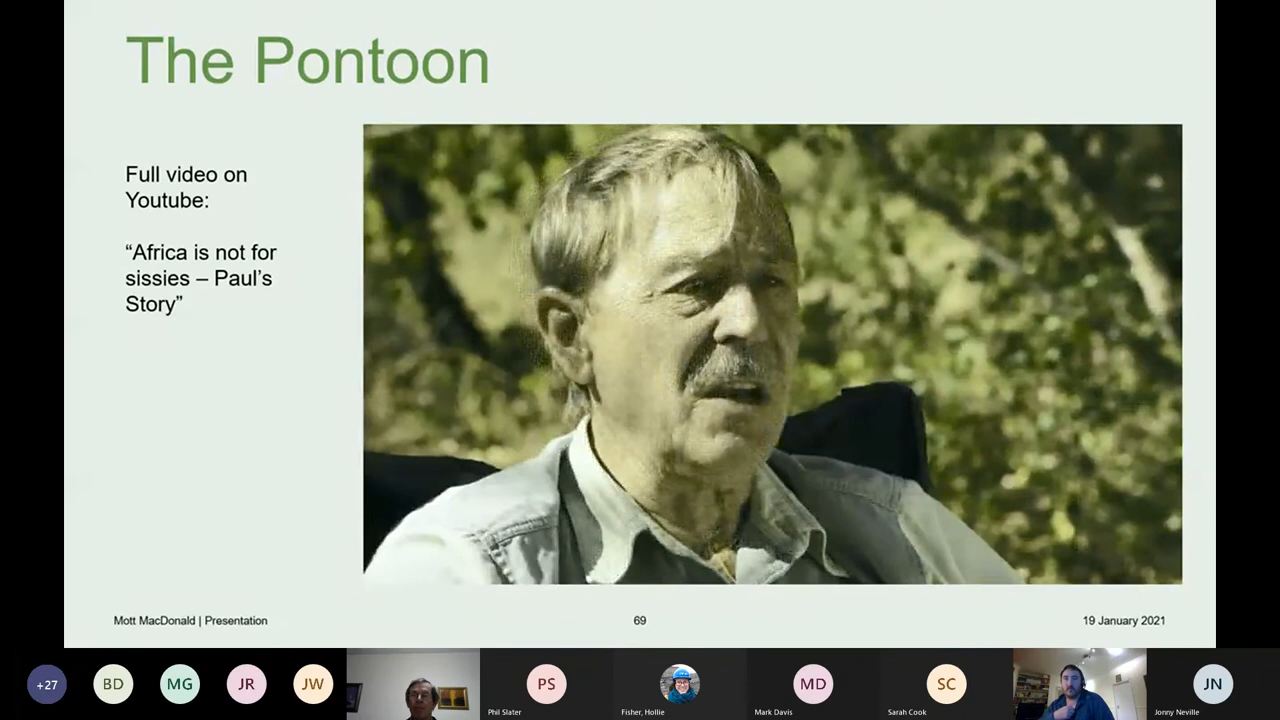 The Pontoon
Full video on
Youtube:
“Africa is not for
sissies – Paul’s
Story”
Mott MacDonald | Presentation
69
19 January 2021
+27
BD
MG
JR
JW
PS
Phil Slater
Fisher, Hollie
MD
Mark Davis
SC
Sarah Cook
JN
Jonny Neville